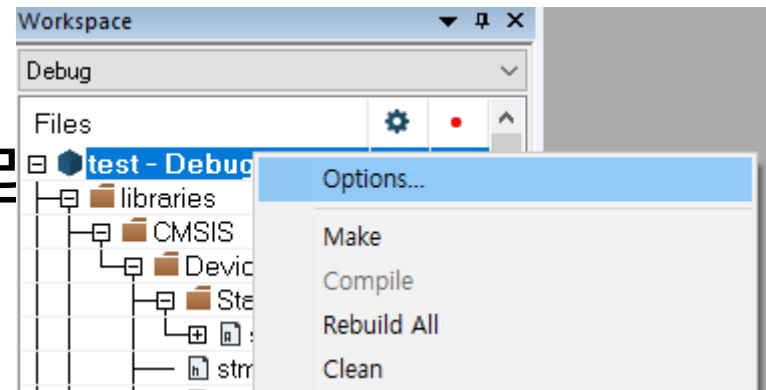 Workspace
Debug
Files
test - Debug
Options...
libraries
Make
CMSIS
Compile
Rebuild All
Clean